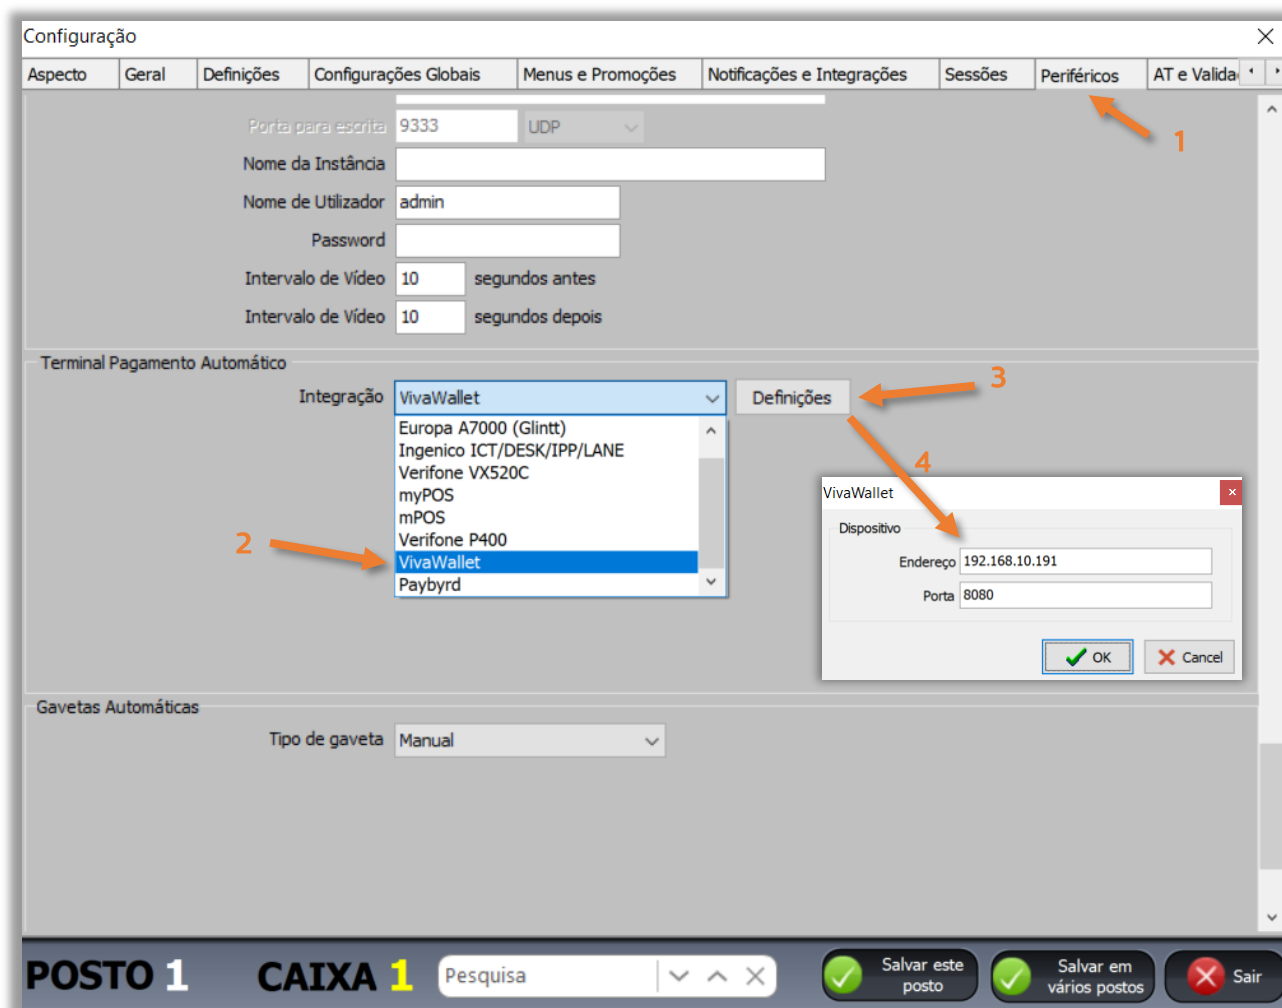 Configuração
Aspecto Geral Definições Configurações Globais Menus e Promoções Notificações e Integrações Sessões Periféricos AT e Valida
1
Porta para escrita 9333 UDP
Nome da Instância
Nome de Utilizador admin
Password
Intervalo de Vídeo 10 segundos antes
Intervalo de Vídeo 10 segundos depois
Terminal Pagamento Automático
Integração VivaWallet Definições 3
Europa A7000 (Glintt)
Ingenico ICT/DESK/IPP/LANE
Verifone VX520C
myPOS
mPOS
Verifone P400
VivaWallet
Paybyrd
2
4
VivaWallet
Dispositivo
Endereço 192.168.10.191
Porta 8080
OK Cancel
Gavetas Automáticas
Tipo de gaveta Manual
POSTO 1 CAIXA 1 Pesquisa
Salvar este
posto
Salvar em
vários postos
Sair